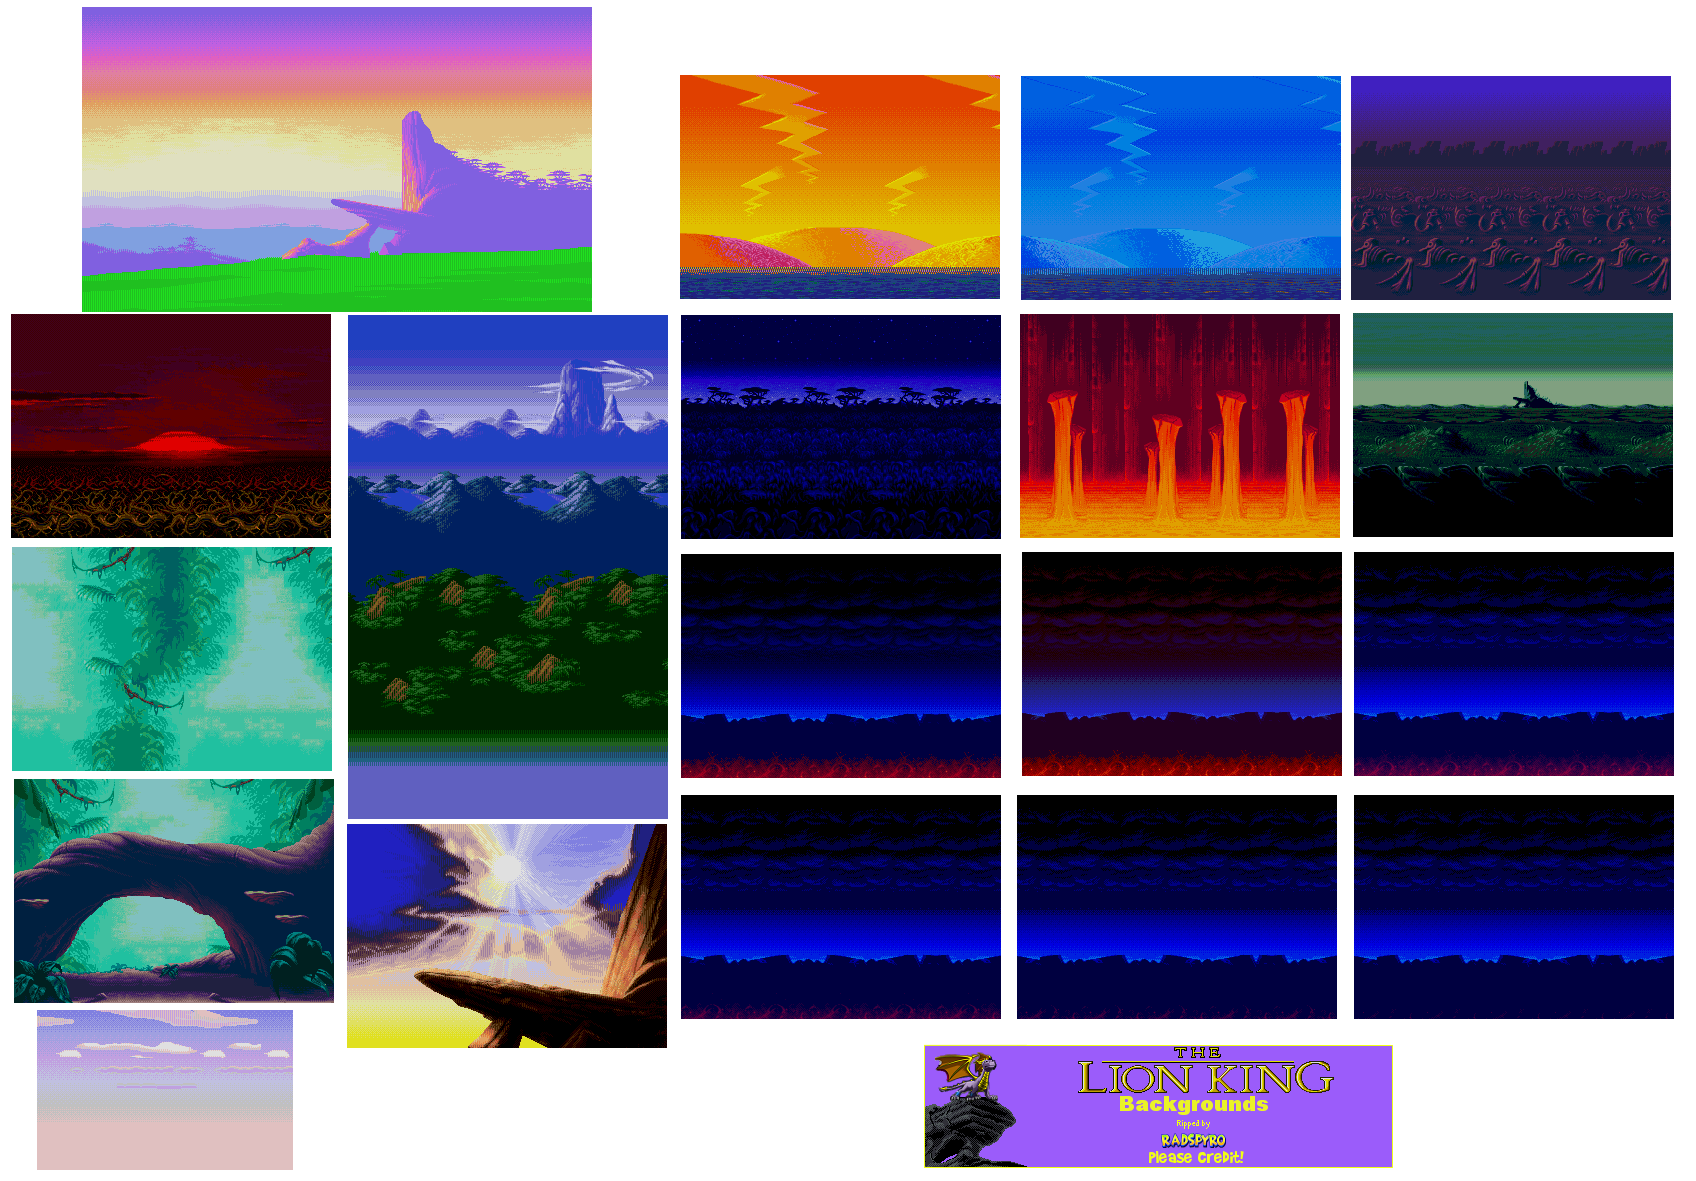 THE
LION KING
Backgrounds
Ripped by
RADSPYRO
Please Credit!